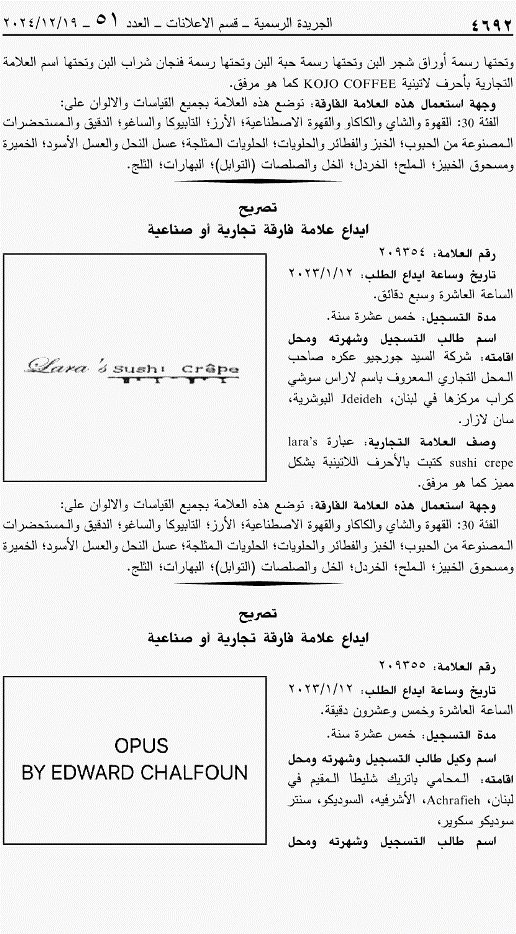 ٤٦٩٢
الجريدة الرسمية – قسم الاعلانات – العدد ٥١ – ٢٠٢٤/١٢/١٩
وتحتها رسمة أوراق شجر البن وتحتها رسمة حبة البن وتحتها رسمة فنجان شراب البن وتحتها اسم العلامة
التجارية بأحرف لاتينية KOJO COFFEE كما هو مرفق.
وجهة استعمال هذه العلامة الفارقة: توضع هذه العلامة بجميع القياسات والالوان على:
الفئة 30: القهوة والشاي والكاكاو والقهوة الاصطناعية؛ الأرز؛ التابيوكا والساغو؛ الدقيق والمستحضرات
المصنوعة من الحبوب؛ الخبز والفطائر والحلويات؛ الحلويات المثلجة؛ عسل النحل والعسل الأسود؛ الخميرة
ومسحوق الخبيز؛ الملح؛ الخردل؛ الخل والصلصات (التوابل)؛ البهارات؛ الثلج.
تصريح
ايداع علامة فارقة تجارية أو صناعية
رقم العلامة: ٢٠٩٣٥٤
تاريخ وساعة ايداع الطلب: ٢٠٢٣/١/١٢
الساعة العاشرة وسبع دقائق.
مدة التسجيل: خمس عشرة سنة.
اسم طالب التسجيل وشهرته ومحل
اقامته: شركة السيد جورجيو عكره صاحب
المحل التجاري المعروف باسم لاراس سوشي
كراب مركزها في لبنان، Jdeideh البوشرية،
سان لازار.
وصف العلامة التجارية: عبارة lara's
sushi crepe كتبت بالأحرف اللاتينية بشكل
مميز كما هو مرفق.
Lara's sushi Crêpe
وجهة استعمال هذه العلامة الفارقة: توضع هذه العلامة بجميع القياسات والالوان على:
الفئة 30: القهوة والشاي والكاكاو والقهوة الاصطناعية؛ الأرز؛ التابيوكا والساغو؛ الدقيق والمستحضرات
المصنوعة من الحبوب؛ الخبز والفطائر والحلويات؛ الحلويات المثلجة؛ عسل النحل والعسل الأسود؛ الخميرة
ومسحوق الخبيز؛ الملح؛ الخردل؛ الخل والصلصات (التوابل)؛ البهارات؛ الثلج.
تصريح
ايداع علامة فارقة تجارية أو صناعية
رقم العلامة: ٢٠٩٣٥٥
تاريخ وساعة ايداع الطلب: ٢٠٢٣/١/١٢
الساعة العاشرة وخمس وعشرون دقيقة.
مدة التسجيل: خمس عشرة سنة.
اسم وكيل طالب التسجيل وشهرته ومحل
اقامته: المحامي باتريك شليطا المقيم في
لبنان، Achrafieh، الأشرفيه، السوديكو، سنتر
سوديكو سكوير،
اسم طالب التسجيل وشهرته ومحل
OPUS
BY EDWARD CHALFOUN